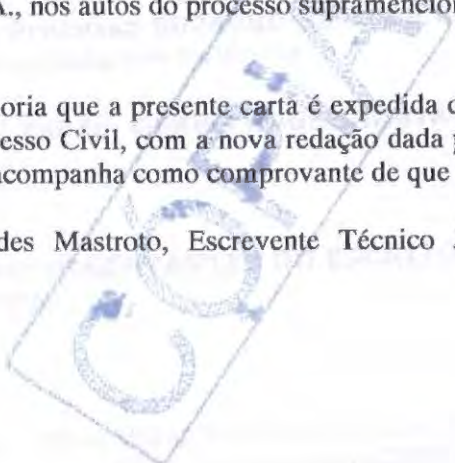 A., nos autos do processo supramencion
oria que a presente carta é expedida c
esso Civil, com a nova redação dada p
acompanha como comprovante de que
des Mastroto, Escrevente Técnico
CÓPIA